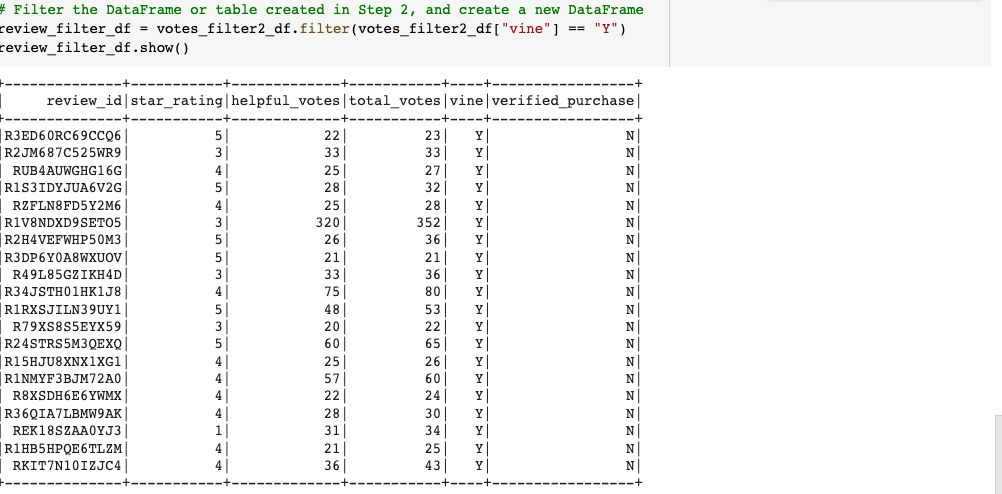 # Filter the DataFrame or table created in Step 2, and create a new DataFrame
review_filter_df = votes_filter2_df.filter(votes_filter2_df["vine"] == "Y")
review_filter_df.show()
+--------------+-----------+-------------+-----------+----+-----------------+
|     review_id|star_rating|helpful_votes|total_votes|vine|verified_purchase|
+--------------+-----------+-------------+-----------+----+-----------------+
|R3ED60RC69CCQ6|          5|           22|         23|   Y|                N|
|R2JM687C525WR9|          3|           33|         33|   Y|                N|
| RUB4AUWGHG16G|          4|           25|         27|   Y|                N|
|R1S3IDYJUA6V2G|          5|           28|         32|   Y|                N|
| RZFLN8FD5Y2M6|          4|           25|         28|   Y|                N|
|R1V8NDXD9SETO5|          3|          320|        352|   Y|                N|
|R2H4VEFWHP50M3|          5|           26|         36|   Y|                N|
|R3DP6Y0A8WXUOV|          5|           21|         21|   Y|                N|
| R49L85GZIKH4D|          3|           33|         36|   Y|                N|
|R34JSTH01HK1J8|          4|           75|         80|   Y|                N|
|R1RXSJILN39UY1|          5|           48|         53|   Y|                N|
| R79XS8S5EYX59|          3|           20|         22|   Y|                N|
|R24STRS5M3QEXQ|          5|           60|         65|   Y|                N|
|R15HJU8XNX1XG1|          4|           25|         26|   Y|                N|
|R1NMYF3BJM72A0|          4|           57|         60|   Y|                N|
| R8XSDH6E6YWMX|          4|           22|         24|   Y|                N|
|R36QIA7LBMW9AK|          4|           28|         30|   Y|                N|
| REK18SZAA0YJ3|          1|           31|         34|   Y|                N|
|R1HB5HPQE6TLZM|          4|           21|         25|   Y|                N|
| RKIT7N10IZJC4|          4|           36|         43|   Y|                N|
+--------------+-----------+-------------+-----------+----+-----------------+